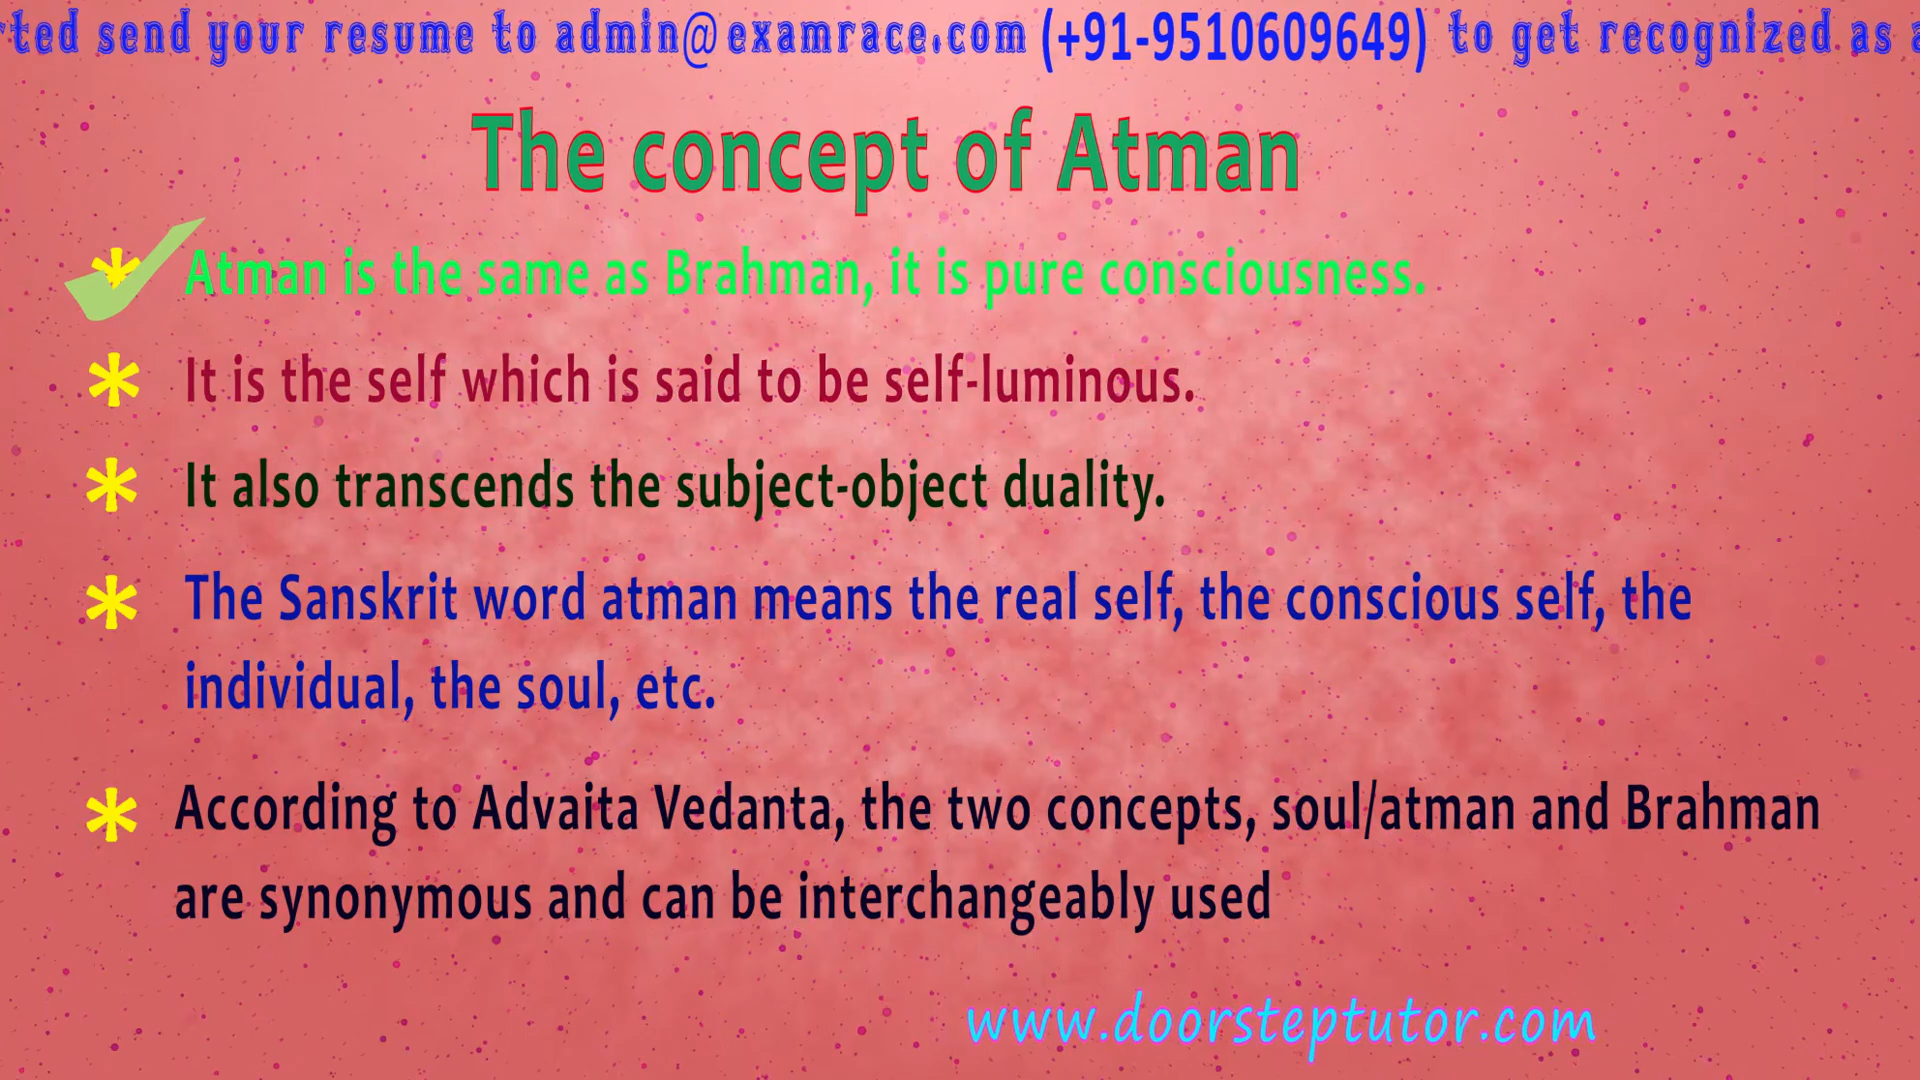 rted send your resume to admin@examrace.com (+91-9510609649) to get recognized as a
The concept of Atman
* Atman is the same as Brahman, it is pure consciousness.
* It is the self which is said to be self-luminous.
* It also transcends the subject-object duality.
* The Sanskrit word atman means the real self, the conscious self, the
individual, the soul, etc.
* According to Advaita Vedanta, the two concepts, soul/atman and Brahman
are synonymous and can be interchangeably used
www.doorsteptutor.com